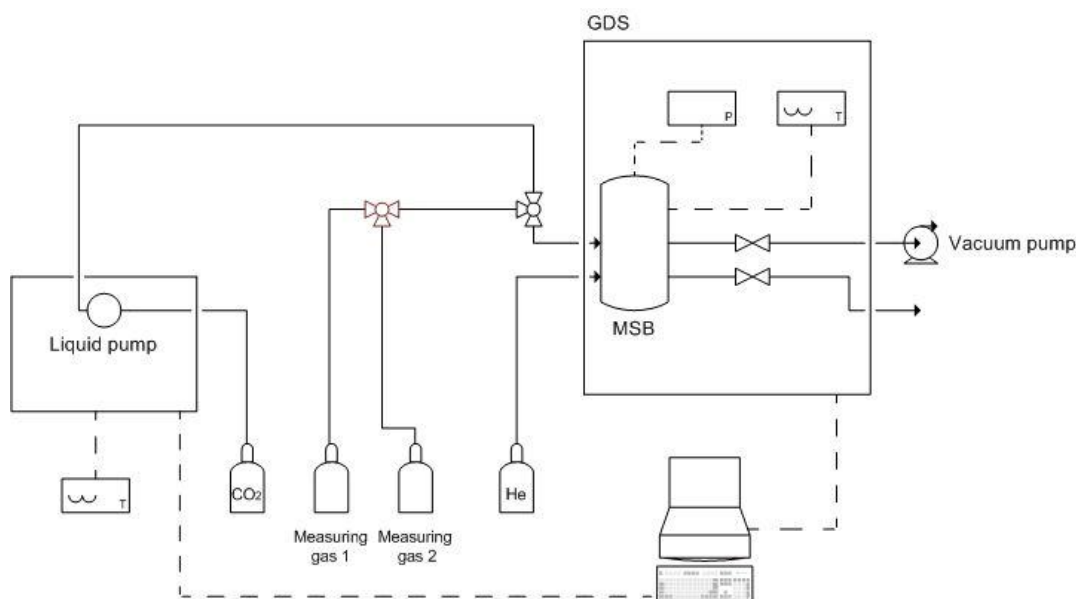 GDS
P
T
Vacuum pump
MSB
Liquid pump
T
CO2
He
Measuring
gas 1
Measuring
gas 2